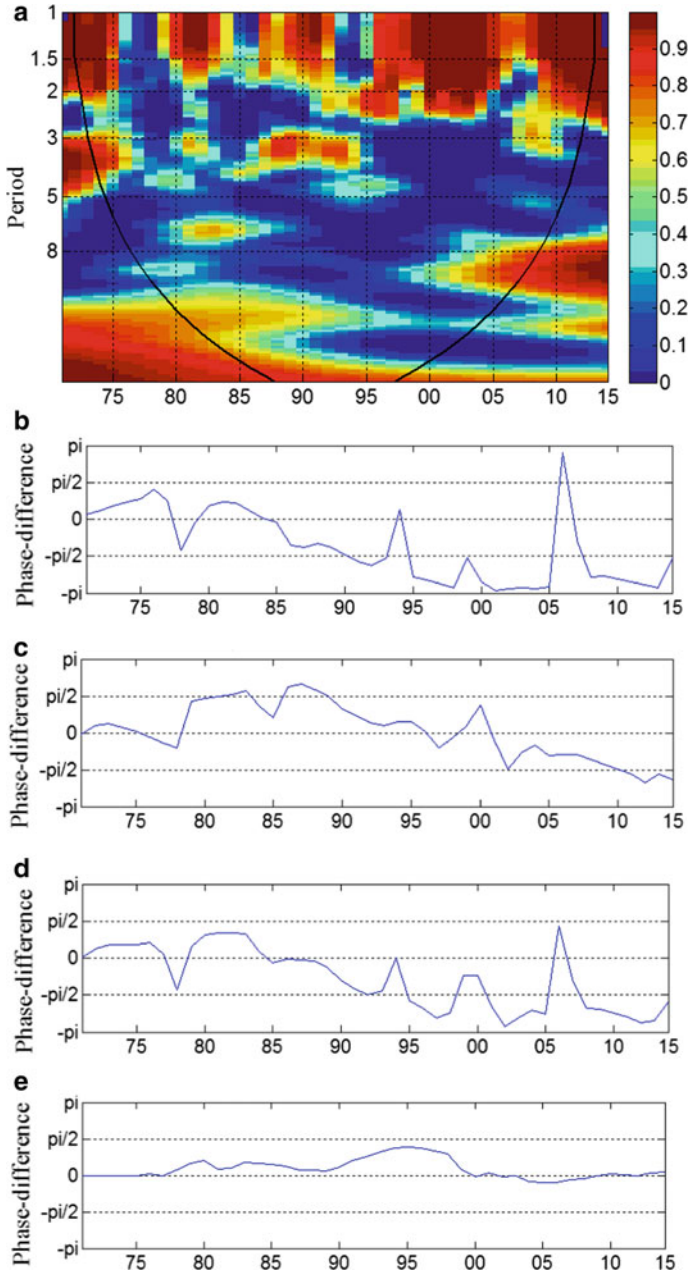 a
1
1.5
2
3
5
8
Period
75 80 85 90 95 00 05 10 15
0.9
0.8
0.7
0.6
0.5
0.4
0.3
0.2
0.1
0
b
Phase-difference
pi
pi/2
0
-pi/2
-pi
75 80 85 90 95 00 05 10 15
c
Phase-difference
pi
pi/2
0
-pi/2
-pi
75 80 85 90 95 00 05 10 15
d
Phase-difference
pi
pi/2
0
-pi/2
-pi
75 80 85 90 95 00 05 10 15
e
Phase-difference
pi
pi/2
0
-pi/2
-pi
75 80 85 90 95 00 05 10 15